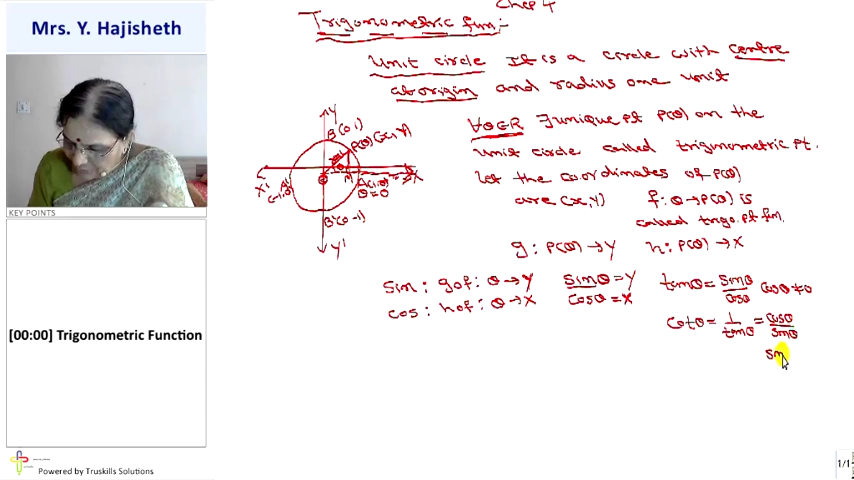 Mrs. Y. Hajisheth
Chap 4
Trigonometric fun:-
Unit circle It is a circle with centre
at origin and radius one unit
∀θ∈R ∃ unique pt P(θ) on the
unit circle called trigonometric pt.
let the coordinates of P(θ)
are (x,y) f: θ→P(θ) is
called trigo. pt fun.
g: P(θ)→Y h: P(θ)→X
Sin: gof: θ→Y Sinθ=Y tanθ=sinθ/cosθ cosθ≠0
cos: hof: θ→X cosθ=X
cotθ=1/tanθ=cosθ/sinθ
Y
B(0,1)
P(θ)(x,y)
X'
A'(-1,0)
M
A(1,0)
X
θ=0
B'(0-1)
Y'
KEY POINTS
[00:00] Trigonometric Function
Powered by Truskills Solutions
1/1